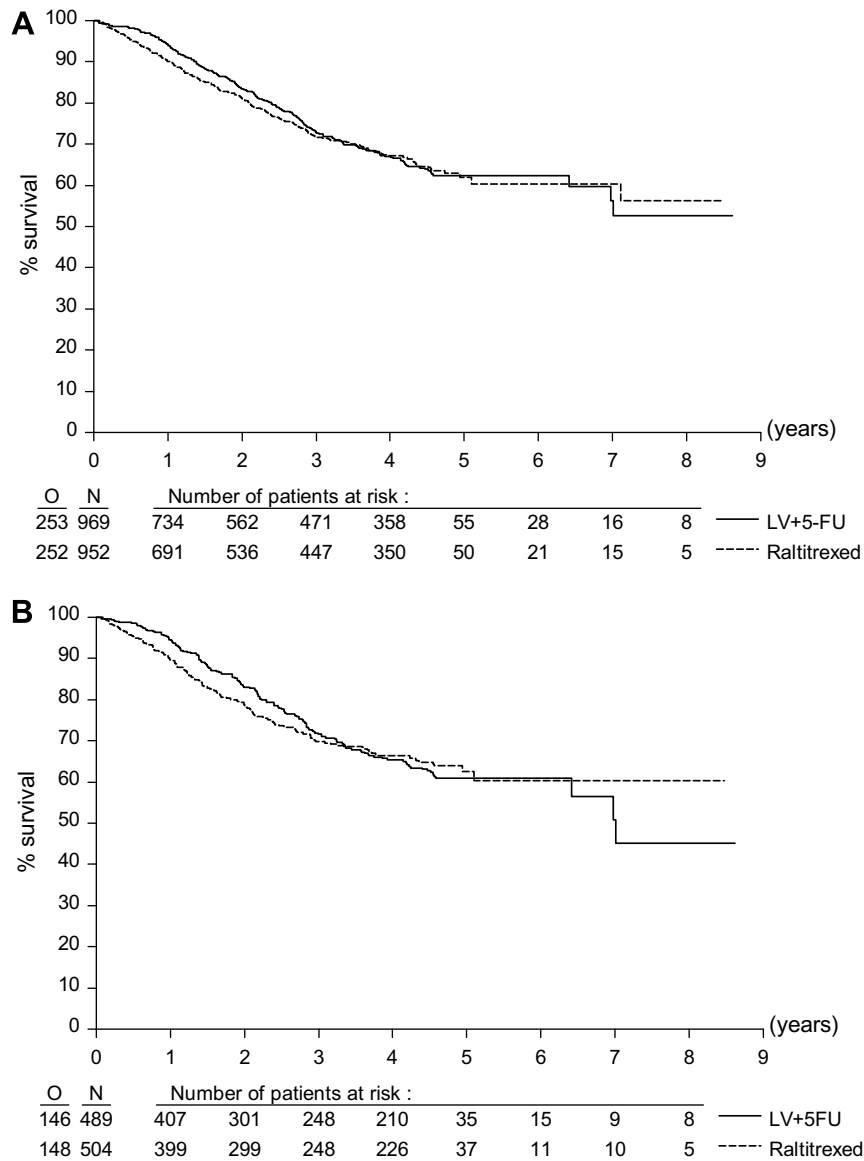 A
100
90
80
70
60
50
40
30
20
10
0
% survival
0 1 2 3 4 5 6 7 8 9
(years)
O N Number of patients at risk :
253 969 734 562 471 358 55 28 16 8 LV+5-FU
252 952 691 536 447 350 50 21 15 5 Raltitrexed
B
100
90
80
70
60
50
40
30
20
10
0
% survival
0 1 2 3 4 5 6 7 8 9
(years)
O N Number of patients at risk :
146 489 407 301 248 210 35 15 9 8 LV+5FU
148 504 399 299 248 226 37 11 10 5 Raltitrexed